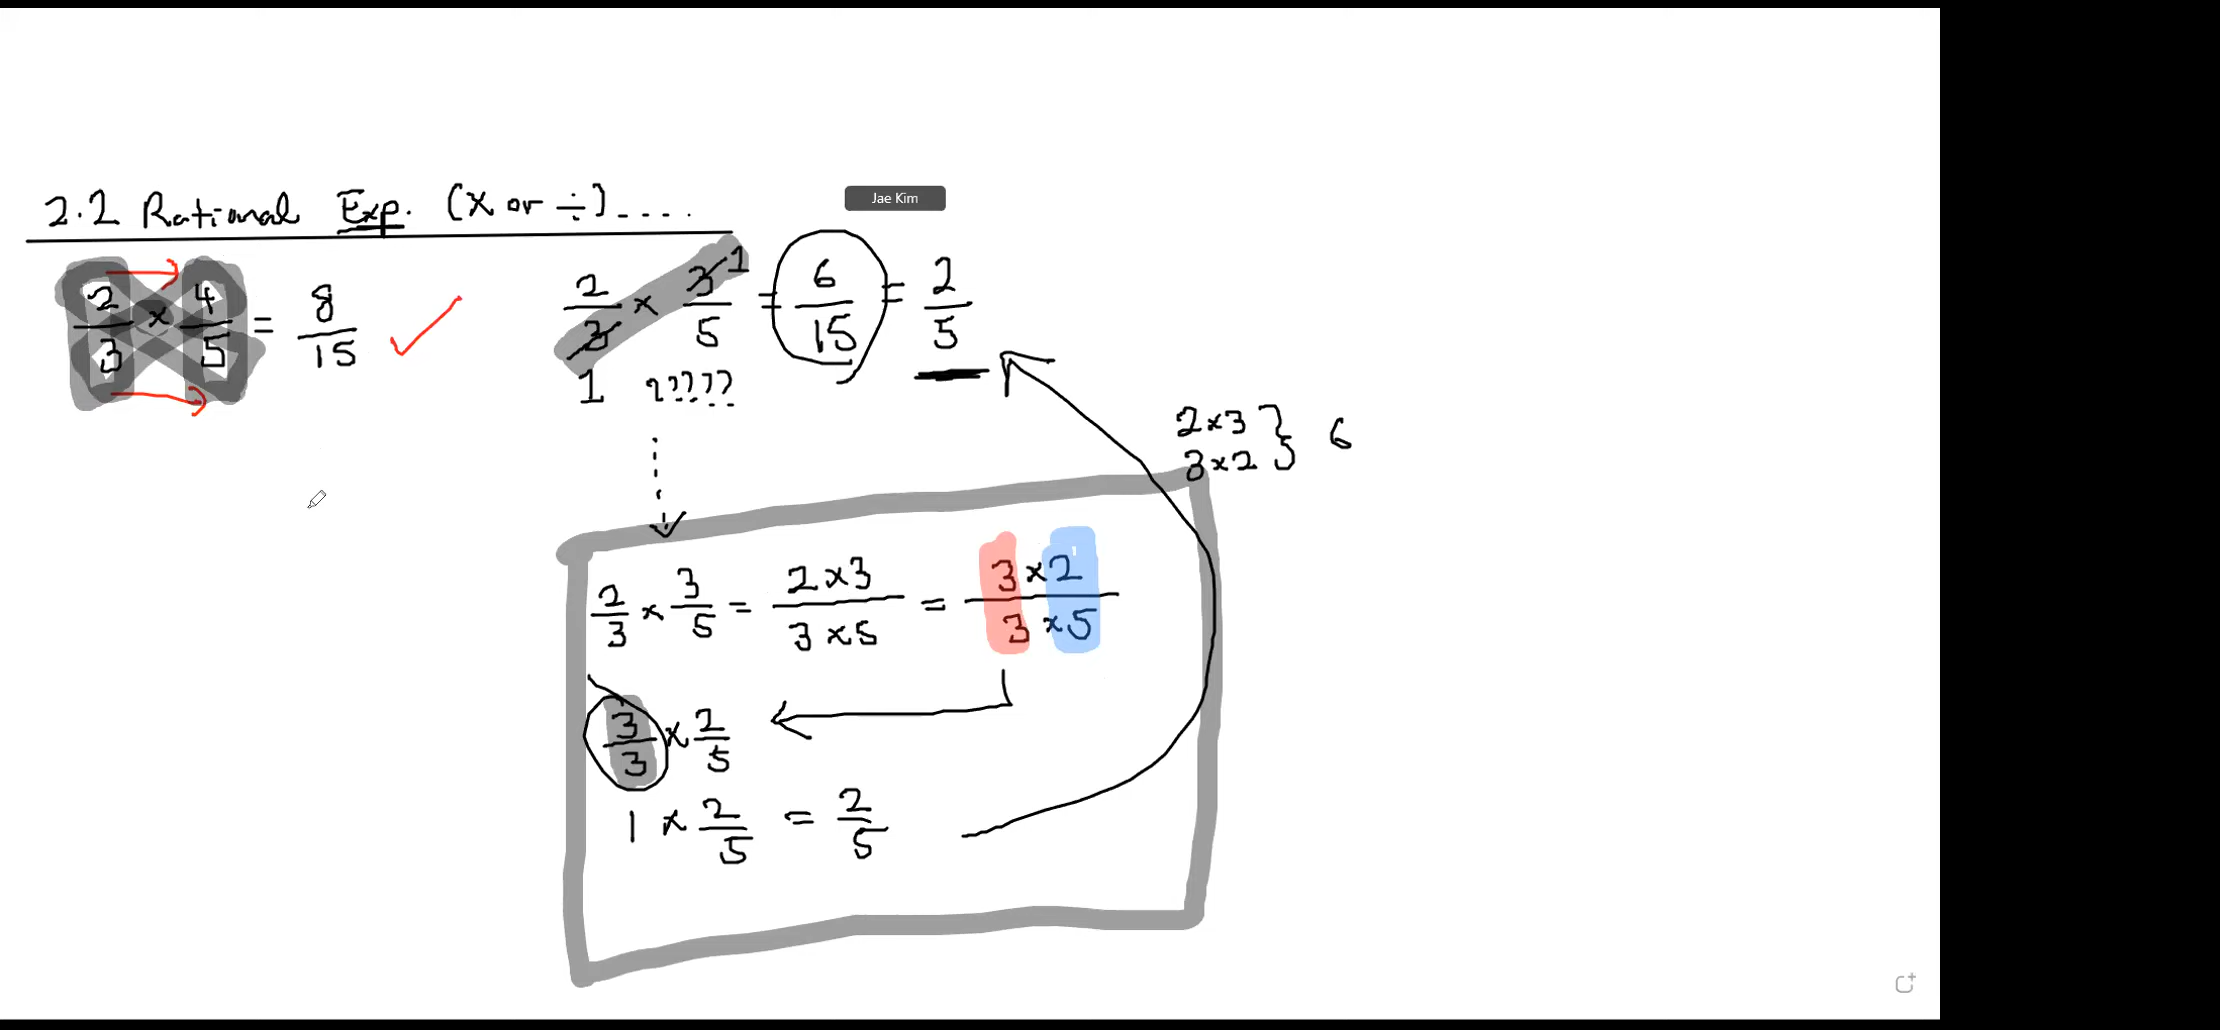 2.2 Rational Exp. (x or ÷)....
Jae Kim
2/3 × 4/5 = 8/15
2/3 × 3/5 = 6/15 = 2/5
1
1 ?????
2×3 } 6
3×2
2/3 × 3/5 = 2×3/3×5 = 3×2/3×5
3/3 × 2/5
1 × 2/5 = 2/5